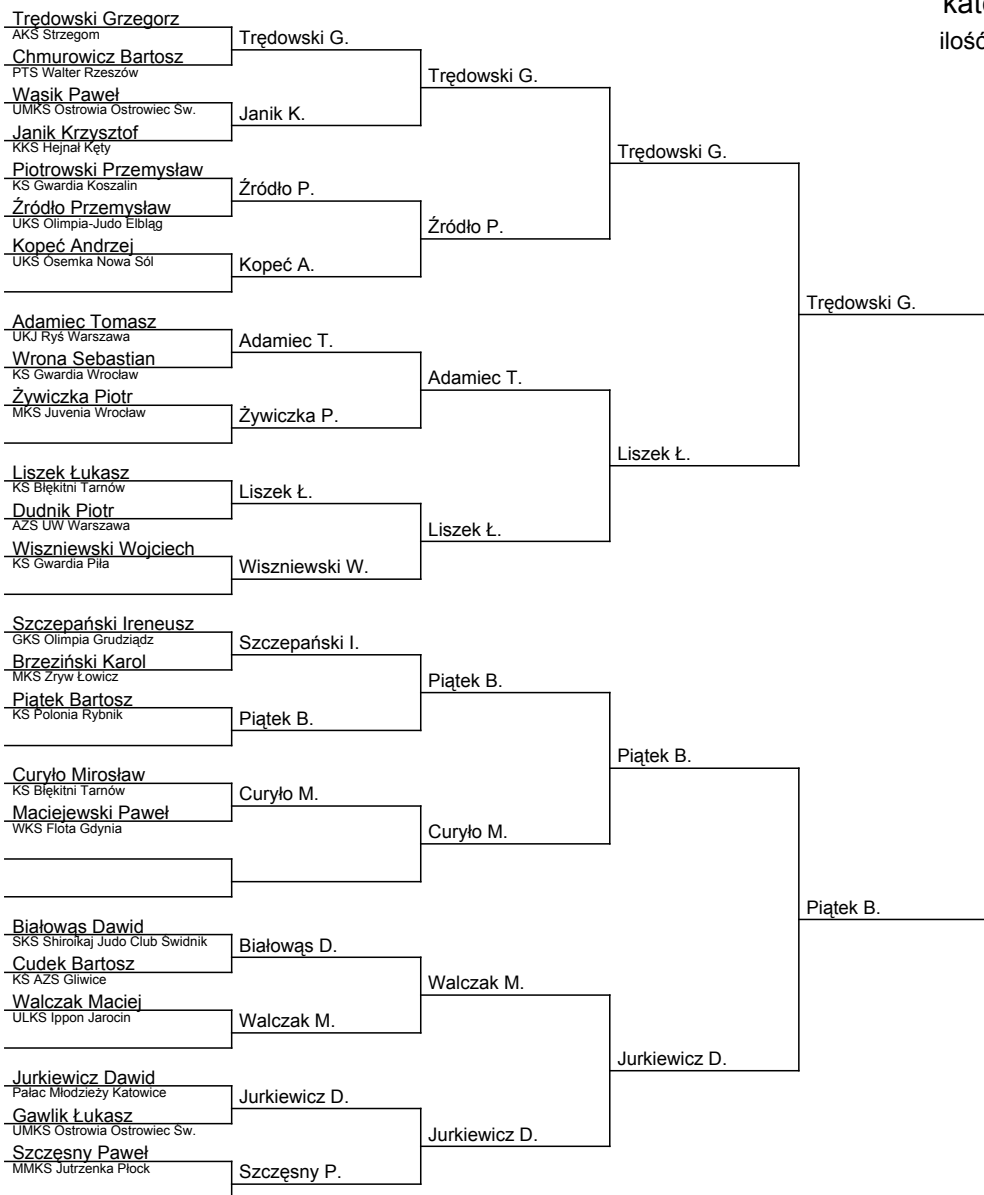 kate
ilość
Trędowski Grzegorz
AKS Strzegom
Chmurowicz Bartosz
PTS Walter Rzeszów
Wąsik Paweł
UMKS Ostrowia Ostrowiec Św.
Janik Krzysztof
KKS Hejnał Kęty
Piotrowski Przemysław
KS Gwardia Koszalin
Źródło Przemysław
UKS Olimpia-Judo Elbląg
Kopeć Andrzej
UKS Ósemka Nowa Sól
Adamiec Tomasz
UKJ Ryś Warszawa
Wrona Sebastian
KS Gwardia Wrocław
Żywiczka Piotr
MKS Juvenia Wrocław
Liszek Łukasz
KS Błękitni Tarnów
Dudnik Piotr
AZS UW Warszawa
Wiszniewski Wojciech
KS Gwardia Piła
Szczepański Ireneusz
GKS Olimpia Grudziądz
Brzeziński Karol
MKS Zryw Łowicz
Piątek Bartosz
KS Polonia Rybnik
Curyło Mirosław
KS Błękitni Tarnów
Maciejewski Paweł
WKS Flota Gdynia
Białowąs Dawid
SKS Shiroikaj Judo Club Świdnik
Cudek Bartosz
KŚ AZS Gliwice
Walczak Maciej
ULKS Ippon Jarocin
Jurkiewicz Dawid
Pałac Młodzieży Katowice
Gawlik Łukasz
UMKS Ostrowia Ostrowiec Św.
Szczęsny Paweł
MMKS Jutrzenka Płock
Trędowski G.
Janik K.
Źródło P.
Kopeć A.
Adamiec T.
Żywiczka P.
Liszek Ł.
Wiszniewski W.
Szczepański I.
Piątek B.
Curyło M.
Białowąs D.
Walczak M.
Jurkiewicz D.
Szczęsny P.
Trędowski G.
Źródło P.
Adamiec T.
Liszek Ł.
Piątek B.
Curyło M.
Walczak M.
Jurkiewicz D.
Trędowski G.
Liszek Ł.
Piątek B.
Jurkiewicz D.
Trędowski G.
Piątek B.